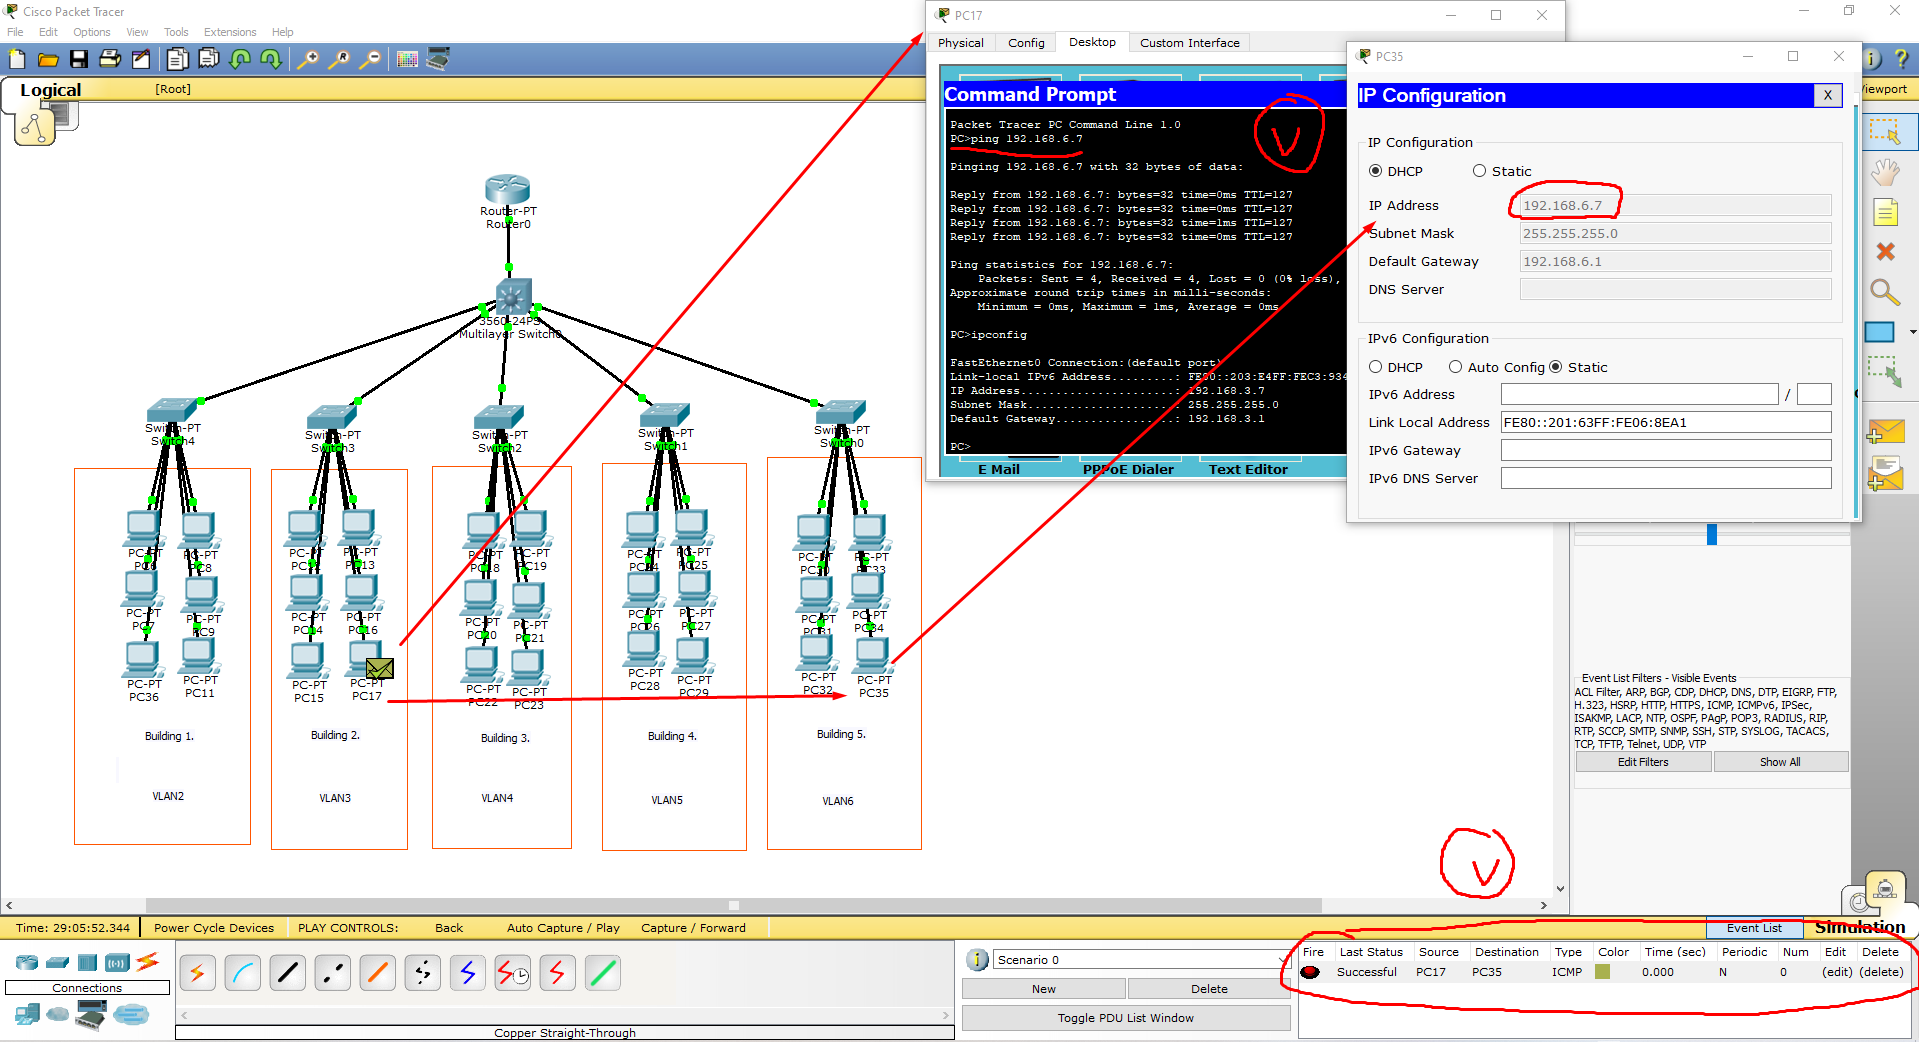 Cisco Packet Tracer
File Edit Options View Tools Extensions Help
Logical
[Root]
Viewport
Router-PT
Router0
3560-24PS
Multilayer Switch0
Switch-PT
Switch4
Switch-PT
Switch3
Switch-PT
Switch2
Switch-PT
Switch1
Switch-PT
Switch0
PC-PT
PC6
PC-PT
PC8
PC-PT
PC7
PC-PT
PC9
PC-PT
PC36
PC-PT
PC11
Building 1.
VLAN2
PC-PT
PC-PT
PC13
PC-PT
PC14
PC-PT
PC16
PC-PT
PC15
PC-PT
PC17
Building 2.
VLAN3
PC-PT
PC18
PC-PT
PC19
PC-PT
PC20
PC-PT
PC21
PC-PT
PC22
PC-PT
PC23
Building 3.
VLAN4
PC-PT
PC24
PC-PT
PC25
PC-PT
PC26
PC-PT
PC27
PC-PT
PC28
PC-PT
PC29
Building 4.
VLAN5
PC-PT
PC30
PC-PT
PC33
PC-PT
PC31
PC-PT
PC34
PC-PT
PC32
PC-PT
PC35
Building 5.
VLAN6
PC17
Physical Config Desktop Custom Interface
Command Prompt
Packet Tracer PC Command Line 1.0
PC>ping 192.168.6.7
Pinging 192.168.6.7 with 32 bytes of data:
Reply from 192.168.6.7: bytes=32 time=0ms TTL=127
Reply from 192.168.6.7: bytes=32 time=0ms TTL=127
Reply from 192.168.6.7: bytes=32 time=1ms TTL=127
Reply from 192.168.6.7: bytes=32 time=0ms TTL=127
Ping statistics for 192.168.6.7:
Packets: Sent = 4, Received = 4, Lost = 0 (0% loss),
Approximate round trip times in milli-seconds:
Minimum = 0ms, Maximum = 1ms, Average = 0ms
PC>ipconfig
FastEthernet0 Connection:(default port)
Link-local IPv6 Address.........: FE80::203:E4FF:FEC3:934
IP Address......................: 192.168.3.7
Subnet Mask.....................: 255.255.255.0
Default Gateway.................: 192.168.3.1
PC>
E Mail PPPoE Dialer Text Editor
V
PC35
IP Configuration X
IP Configuration
DHCP Static
IP Address 192.168.6.7
Subnet Mask 255.255.255.0
Default Gateway 192.168.6.1
DNS Server
IPv6 Configuration
DHCP Auto Config Static
IPv6 Address /
Link Local Address FE80::201:63FF:FE06:8EA1
IPv6 Gateway
IPv6 DNS Server
Event List Filters - Visible Events
ACL Filter, ARP, BGP, CDP, DHCP, DNS, DTP, EIGRP, FTP,
H.323, HSRP, HTTP, HTTPS, ICMP, ICMPv6, IPSec,
ISAKMP, LACP, NTP, OSPF, PAgP, POP3, RADIUS, RIP,
RTP, SCCP, SMTP, SNMP, SSH, STP, SYSLOG, TACACS,
TCP, TFTP, Telnet, UDP, VTP
Edit Filters Show All
V
Time: 29:05:52.344 Power Cycle Devices PLAY CONTROLS: Back Auto Capture / Play Capture / Forward Event List Simulation
Connections
Copper Straight-Through
Scenario 0
New Delete
Toggle PDU List Window
Fire Last Status Source Destination Type Color Time (sec) Periodic Num Edit Delete
Successful PC17 PC35 ICMP 0.000 N 0 (edit) (delete)